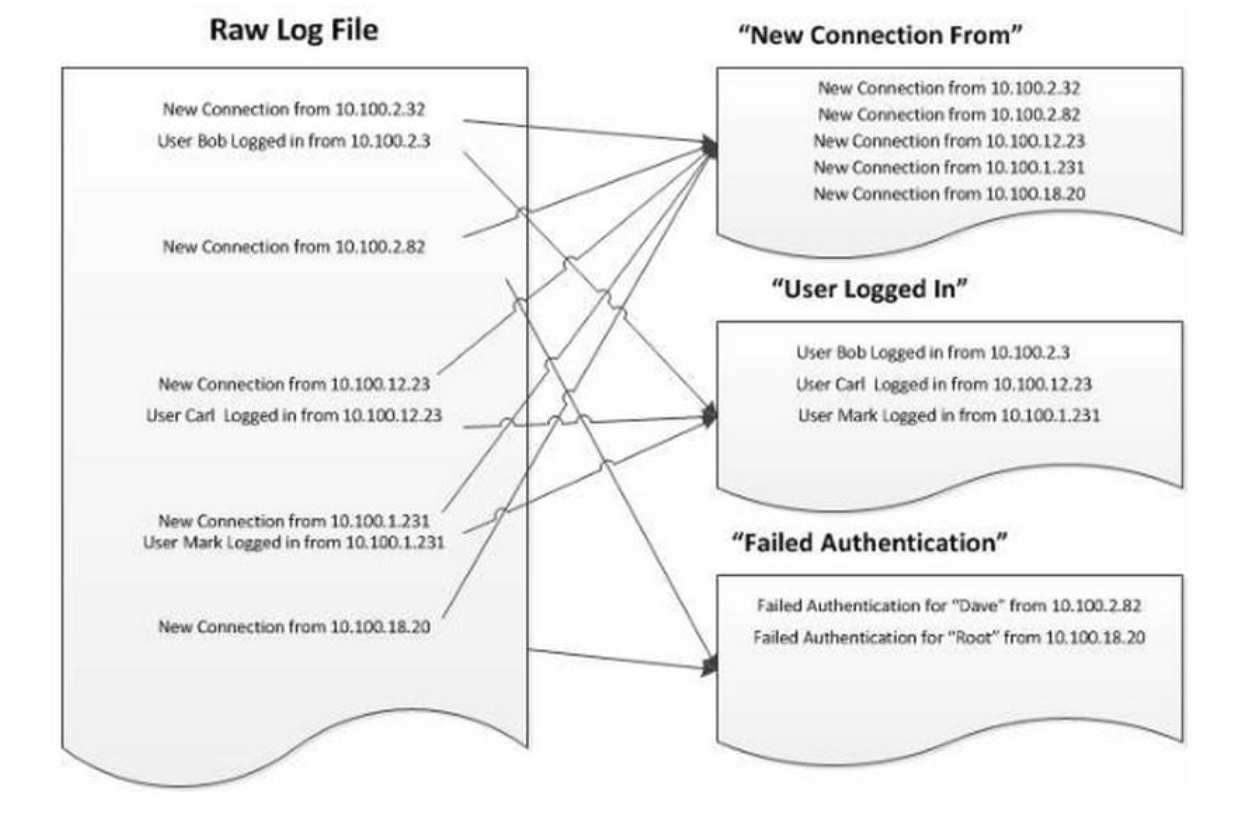 Raw Log File
New Connection from 10.100.2.32
User Bob Logged in from 10.100.2.3
New Connection from 10.100.2.82
New Connection from 10.100.12.23
User Carl  Logged in from 10.100.12.23
New Connection from 10.100.1.231
User Mark Logged in from 10.100.1.231
New Connection from 10.100.18.20
“New Connection From”
New Connection from 10.100.2.32
New Connection from 10.100.2.82
New Connection from 10.100.12.23
New Connection from 10.100.1.231
New Connection from 10.100.18.20
“User Logged In”
User Bob Logged in from 10.100.2.3
User Carl  Logged in from 10.100.12.23
User Mark Logged in from 10.100.1.231
“Failed Authentication”
Failed Authentication for “Dave” from 10.100.2.82
Failed Authentication for “Root” from 10.100.18.20